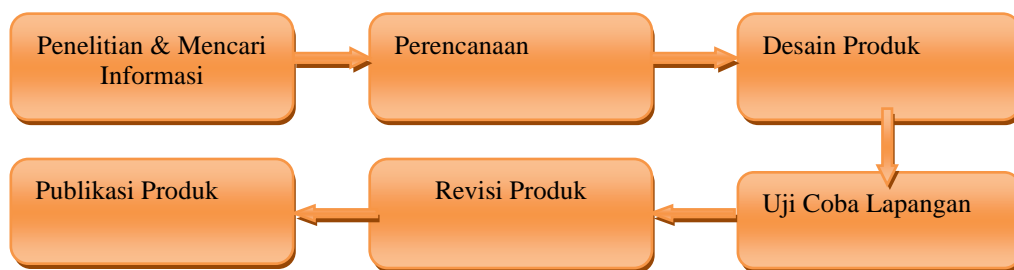 Penelitian & Mencari
Informasi
Perencanaan
Desain Produk
Uji Coba Lapangan
Revisi Produk
Publikasi Produk